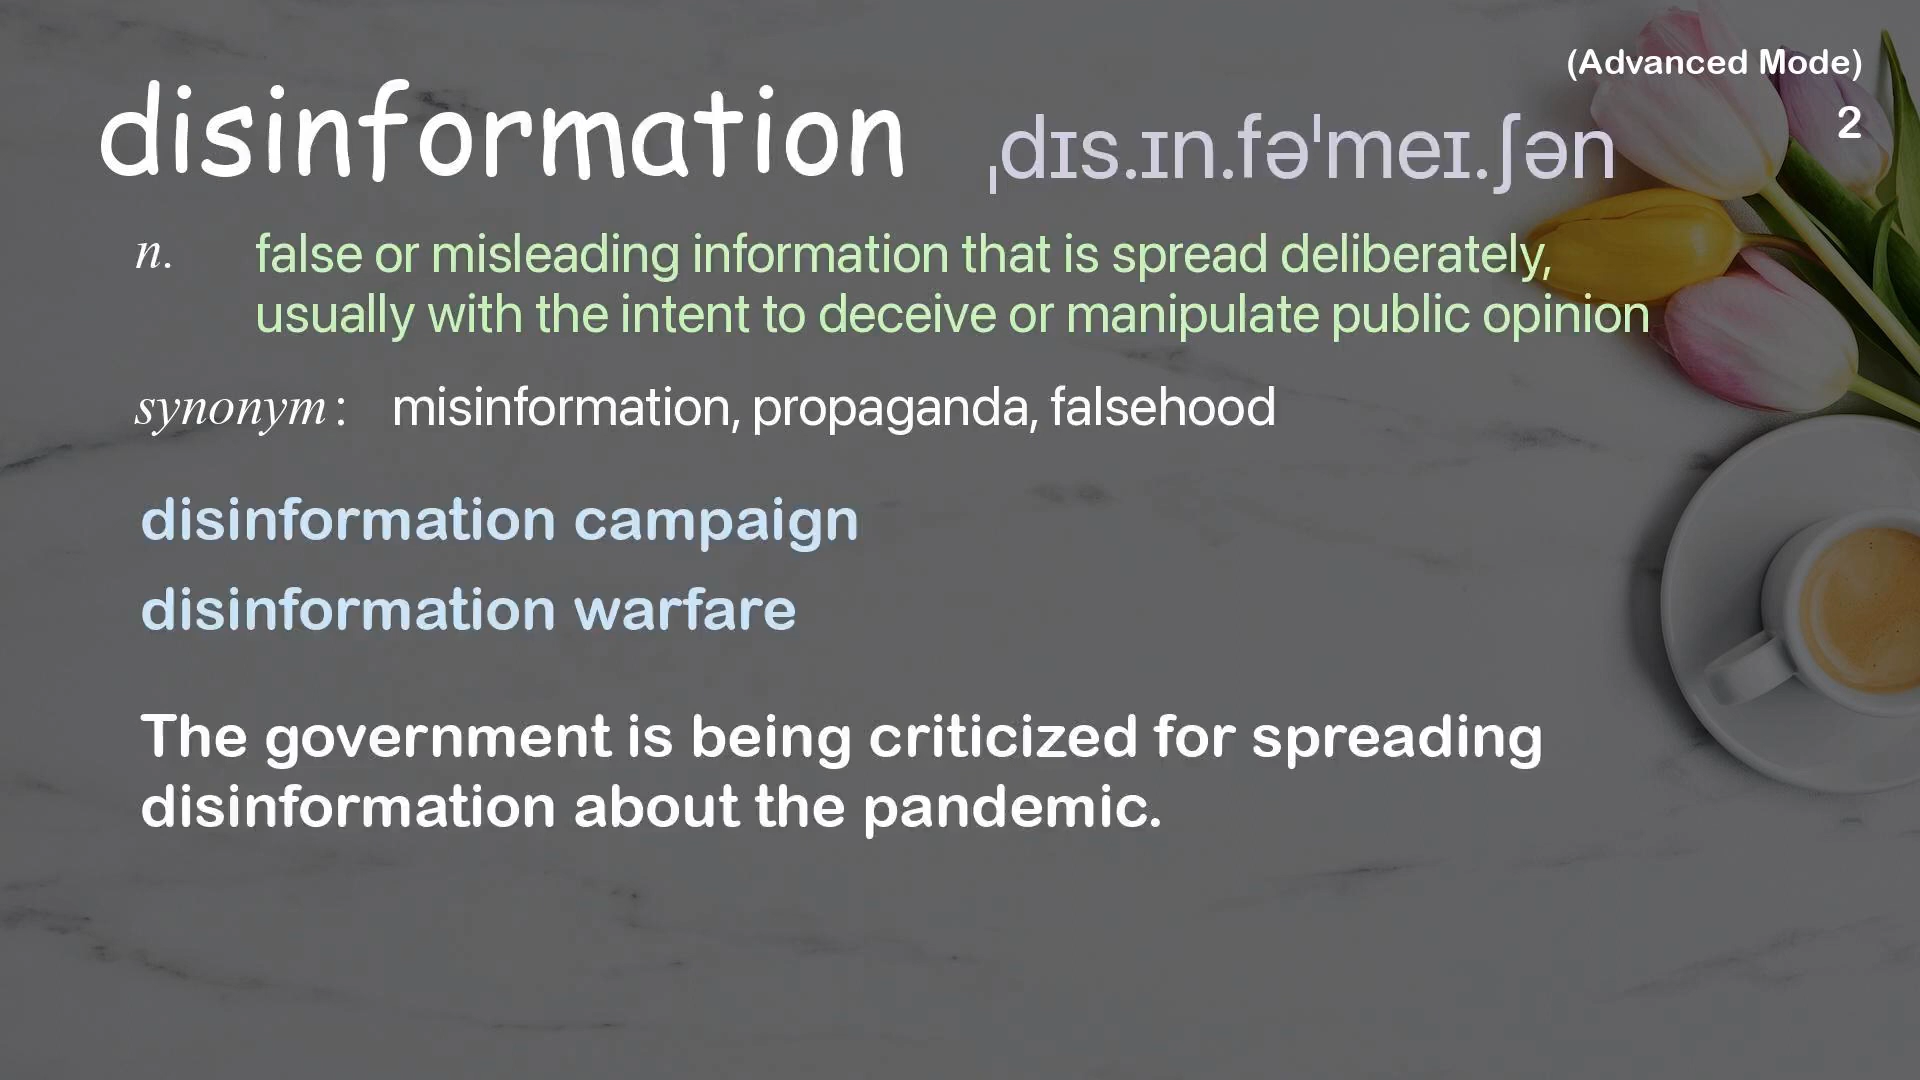 (Advanced Mode)
disinformation ˌdɪs.ɪn.fəˈmeɪ.ʃən
2
n. false or misleading information that is spread deliberately,
usually with the intent to deceive or manipulate public opinion
synonym: misinformation, propaganda, falsehood
disinformation campaign
disinformation warfare
The government is being criticized for spreading
disinformation about the pandemic.